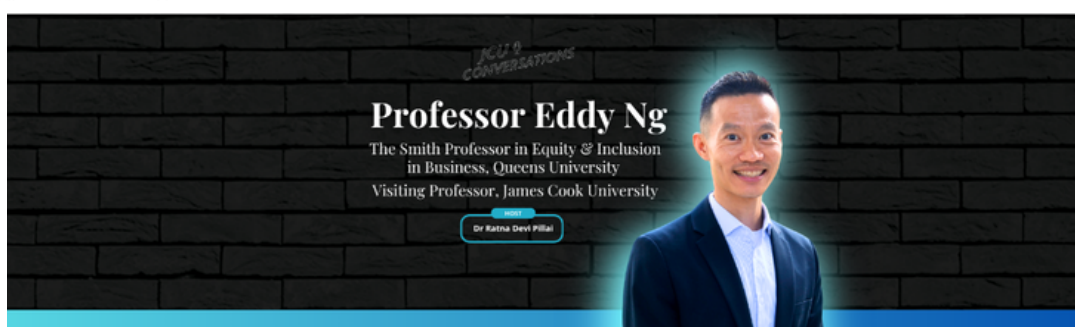 JCU
CONVERSATIONS
Professor Eddy Ng
The Smith Professor in Equity & Inclusion
in Business, Queens University
Visiting Professor, James Cook University
HOST
Dr Ratna Devi Pillai